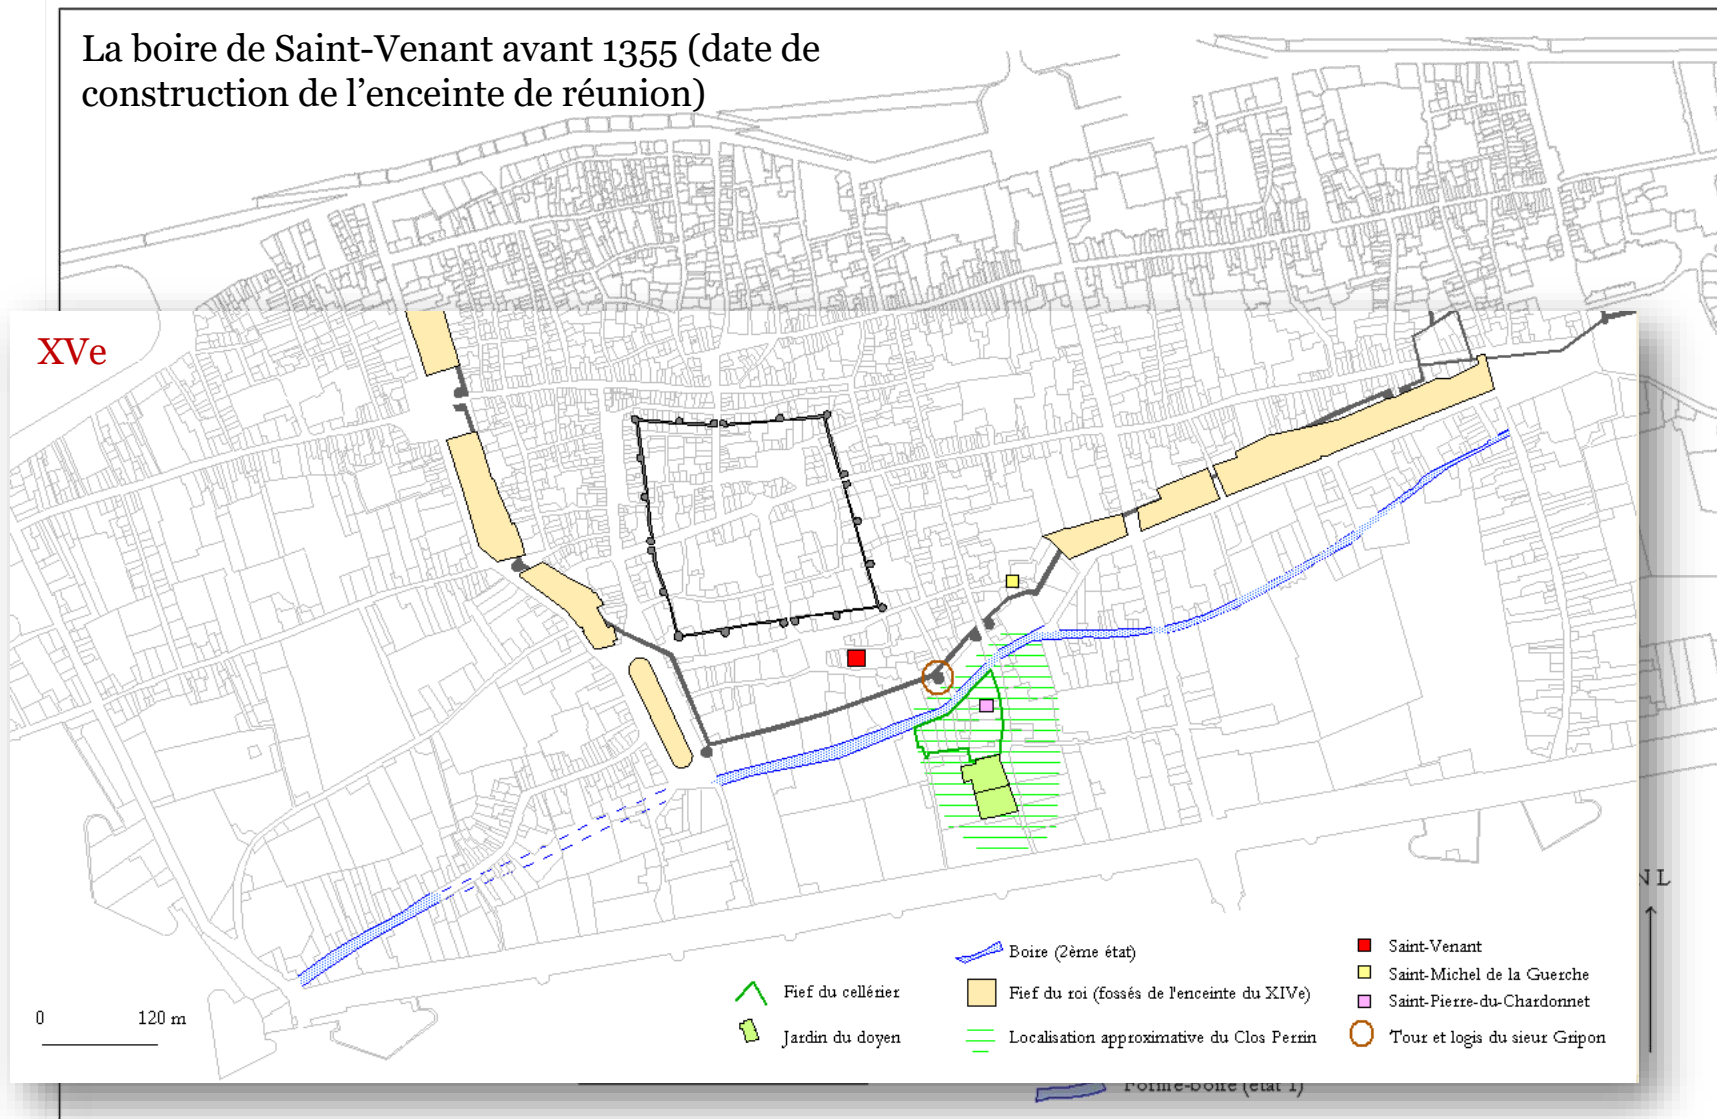 La boire de Saint-Venant avant 1355 (date de
construction de l'enceinte de réunion)
XVe
NL
Boire (2ème état)
Fief du cellérier
Fief du roi (fossés de l'enceinte du XIVe)
Jardin du doyen
Localisation approximative du Clos Perrin
Saint-Venant
Saint-Michel de la Guerche
Saint-Pierre-du-Chardonnet
Tour et logis du sieur Gripon
0 120 m
Forme-boire (état 1)